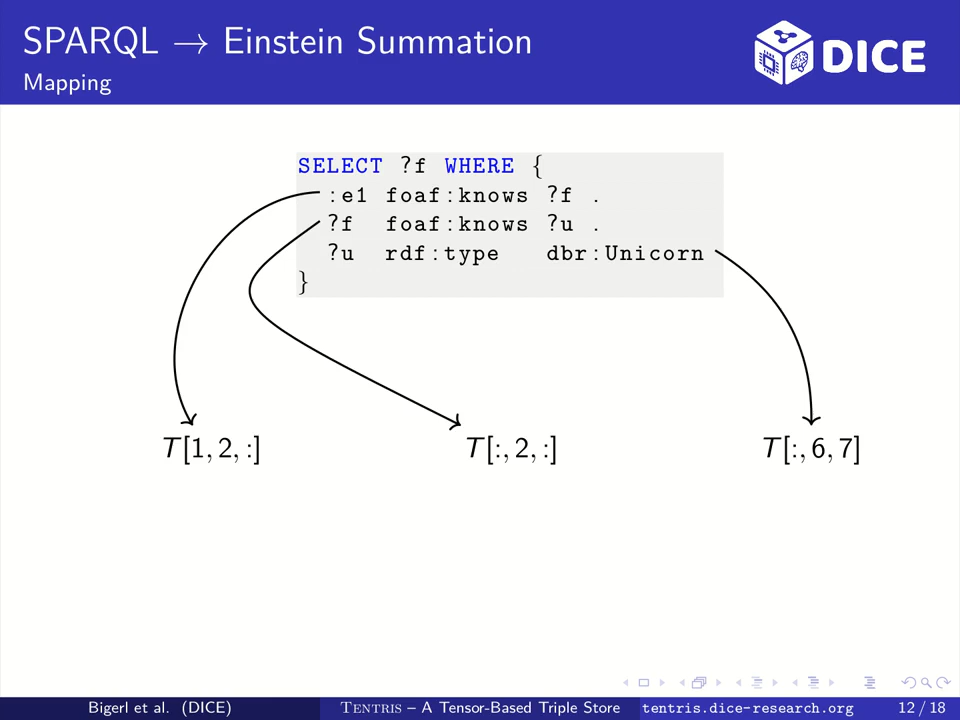 SPARQL → Einstein Summation
Mapping
DICE
SELECT ?f WHERE {
:e1 foaf:knows ?f .
?f foaf:knows ?u .
?u rdf:type dbr:Unicorn
}
T[1, 2, :] T[:, 2, :] T[:, 6, 7]
Bigerl et al. (DICE) TENTRIS – A Tensor-Based Triple Store tentris.dice-research.org 12 / 18